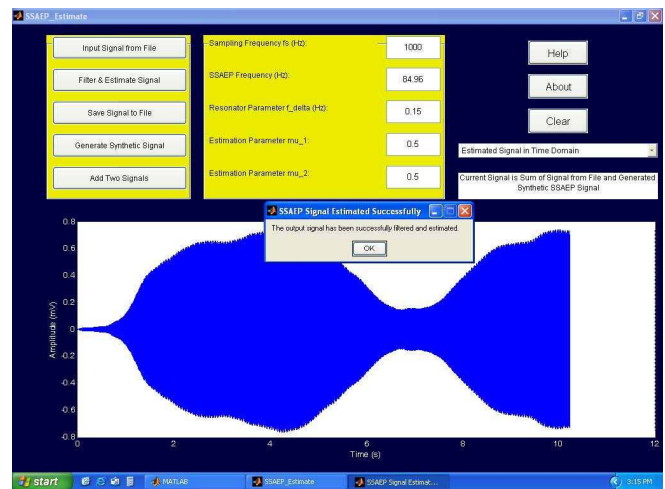 SSAEP_Estimate
Input Signal from File
Filter & Estimate Signal
Save Signal to File
Generate Synthetic Signal
Add Two Signals
Sampling Frequency fs (Hz):
1000
SSAEP Frequency (Hz):
84.96
Resonator Parameter f_delta (Hz):
0.15
Estimation Parameter mu_1:
0.5
Estimation Parameter mu_2:
0.5
Help
About
Clear
Estimated Signal in Time Domain
Current Signal is Sum of Signal from File and Generated
Synthetic SSAEP Signal
SSAEP Signal Estimated Successfully
The output signal has been successfully filtered and estimated.
OK
0.8
0.6
0.4
0.2
0
-0.2
-0.4
-0.6
-0.8
Amplitude (mV)
0
2
4
6
8
10
12
Time (s)
start
MATLAB
SSAEP_Estimate
SSAEP Signal Estimat...
3:15 PM